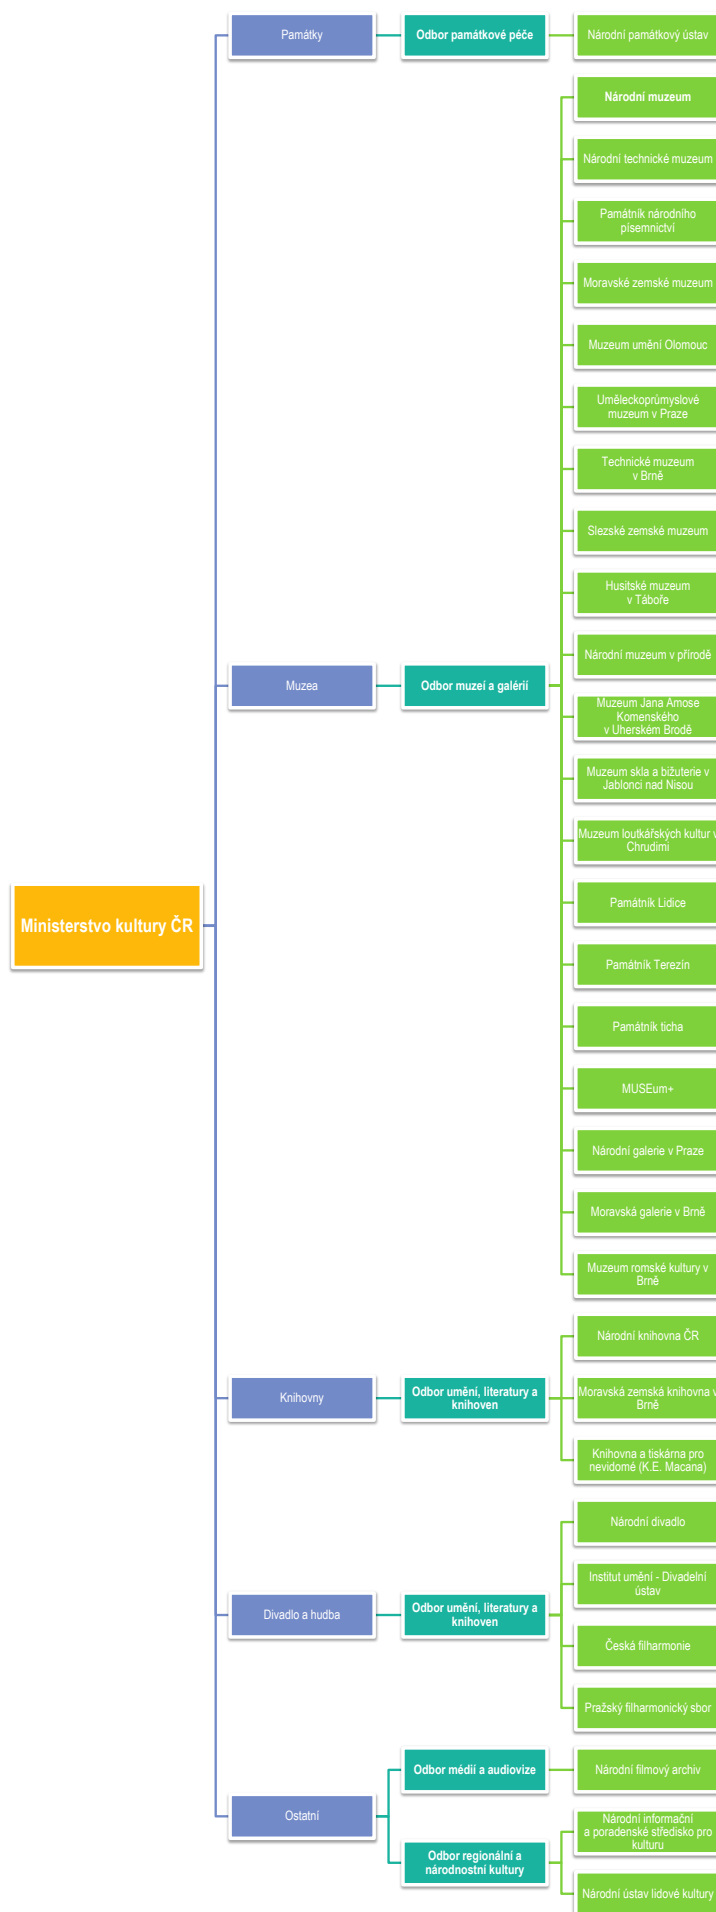 Památky
Odbor památkové péče
Národní památkový ústav
Národní muzeum
Národní technické muzeum
Památník národního
písemnictví
Moravské zemské muzeum
Muzeum umění Olomouc
Uměleckoprůmyslové
muzeum v Praze
Technické muzeum
v Brně
Slezské zemské muzeum
Husitské muzeum
v Táboře
Národní muzeum v přírodě
Muzea
Odbor muzeí a galérií
Muzeum Jana Amose
Komenského
v Uherském Brodě
Muzeum skla a bižuterie v
Jablonci nad Nisou
Muzeum loutkářských kultur v
Chrudimi
Ministerstvo kultury ČR
Památník Lidice
Památník Terezín
Památník ticha
MUSEum+
Národní galerie v Praze
Moravská galerie v Brně
Muzeum romské kultury v
Brně
Knihovny
Odbor umění, literatury a
knihoven
Národní knihovna ČR
Moravská zemská knihovna v
Brně
Knihovna a tiskárna pro
nevidomé (K.E. Macana)
Divadlo a hudba
Odbor umění, literatury a
knihoven
Národní divadlo
Institut umění - Divadelní
ústav
Česká filharmonie
Pražský filharmonický sbor
Ostatní
Odbor médií a audiovize
Národní filmový archiv
Odbor regionální a
národnostní kultury
Národní informační
a poradenské středisko pro
kulturu
Národní ústav lidové kultury